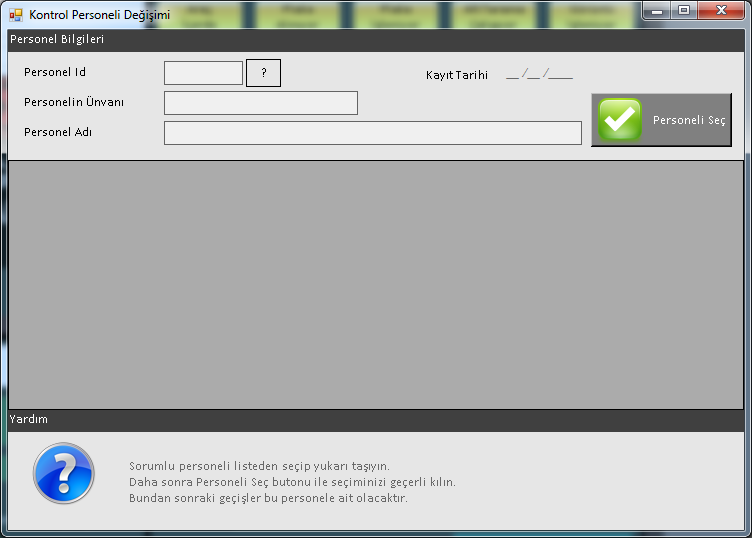 Kontrol Personeli Değişimi
Personel Bilgileri
Personel Id
?
Kayıt Tarihi __/__/____
Personelin Ünvanı
Personel Adı
Personeli Seç
Yardım
Sorumlu personeli listeden seçip yukarı taşıyın.
Daha sonra Personeli Seç butonu ile seçiminizi geçerli kılın.
Bundan sonraki geçişler bu personele ait olacaktır.